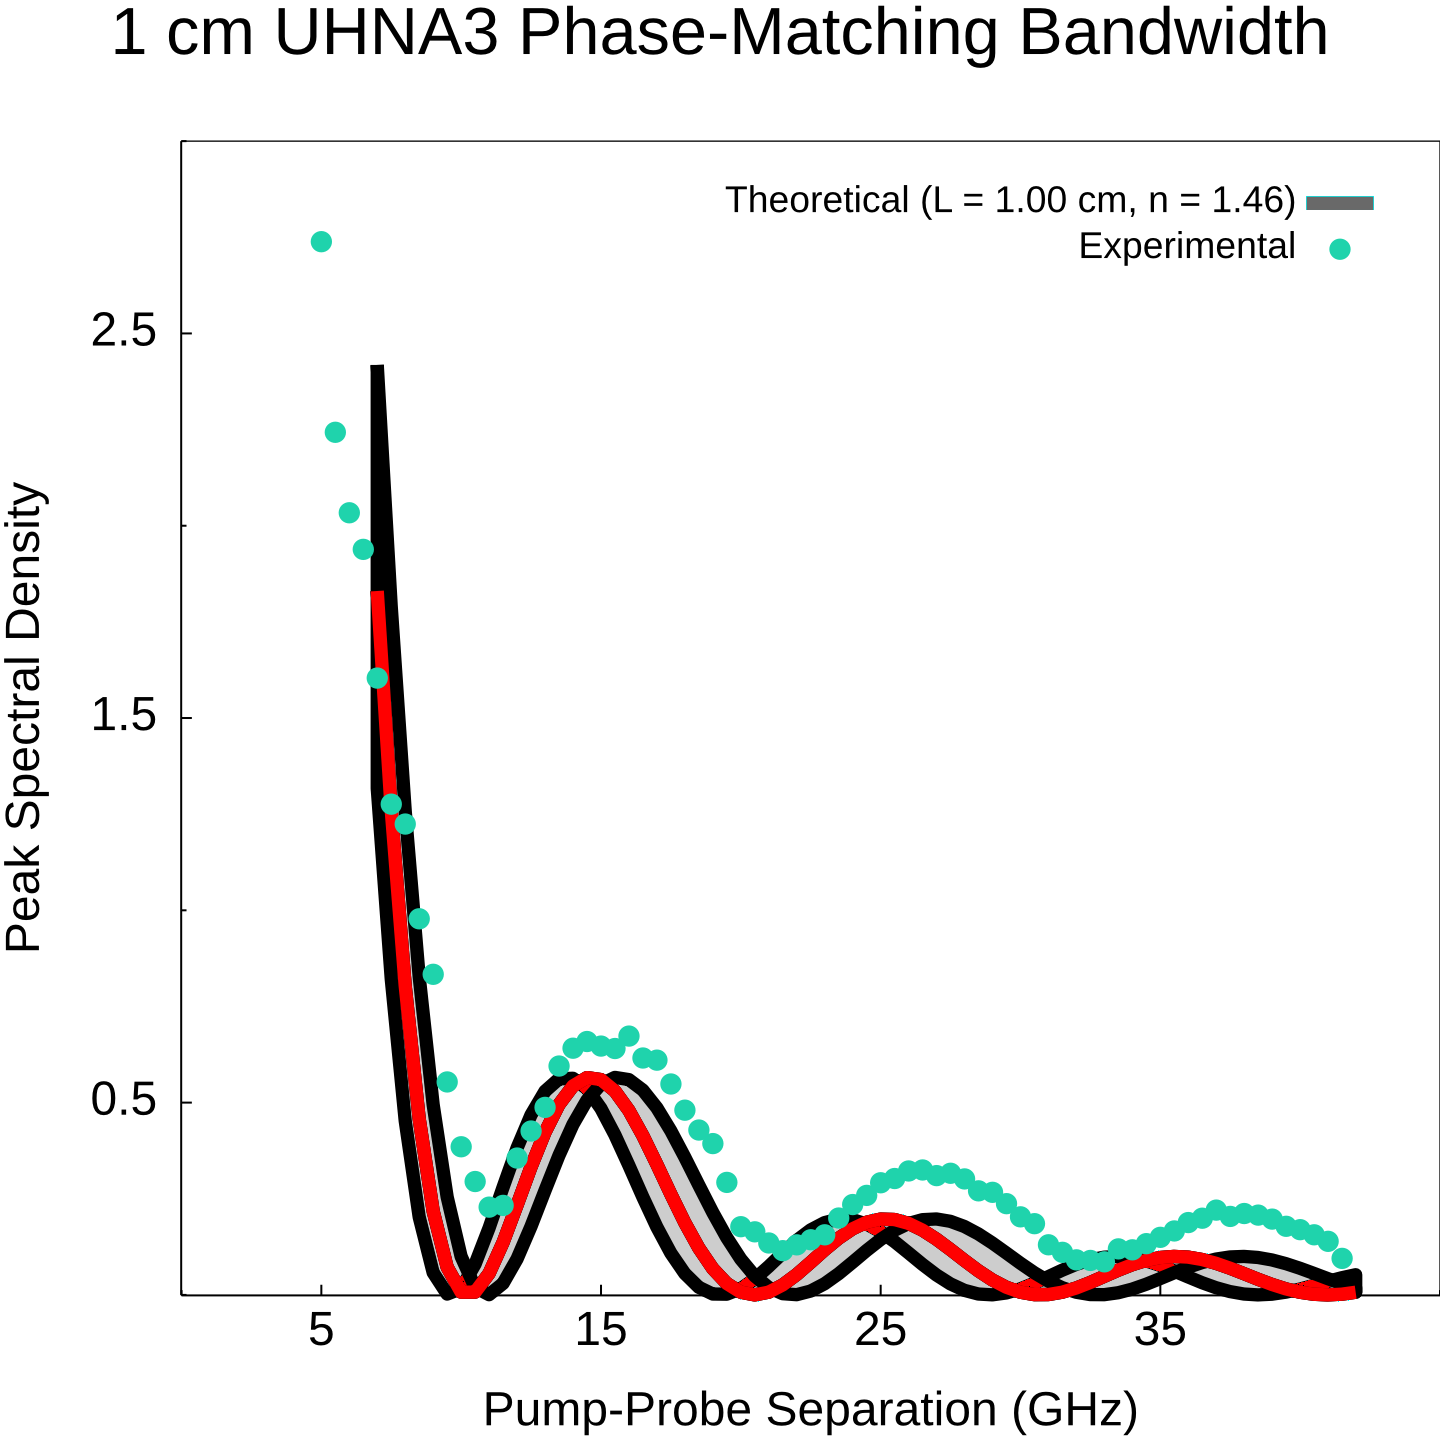 1 cm UHNA3 Phase-Matching Bandwidth
Theoretical (L = 1.00 cm, n = 1.46)
Experimental
2.5
1.5
0.5
Peak Spectral Density
5 15 25 35
Pump-Probe Separation (GHz)